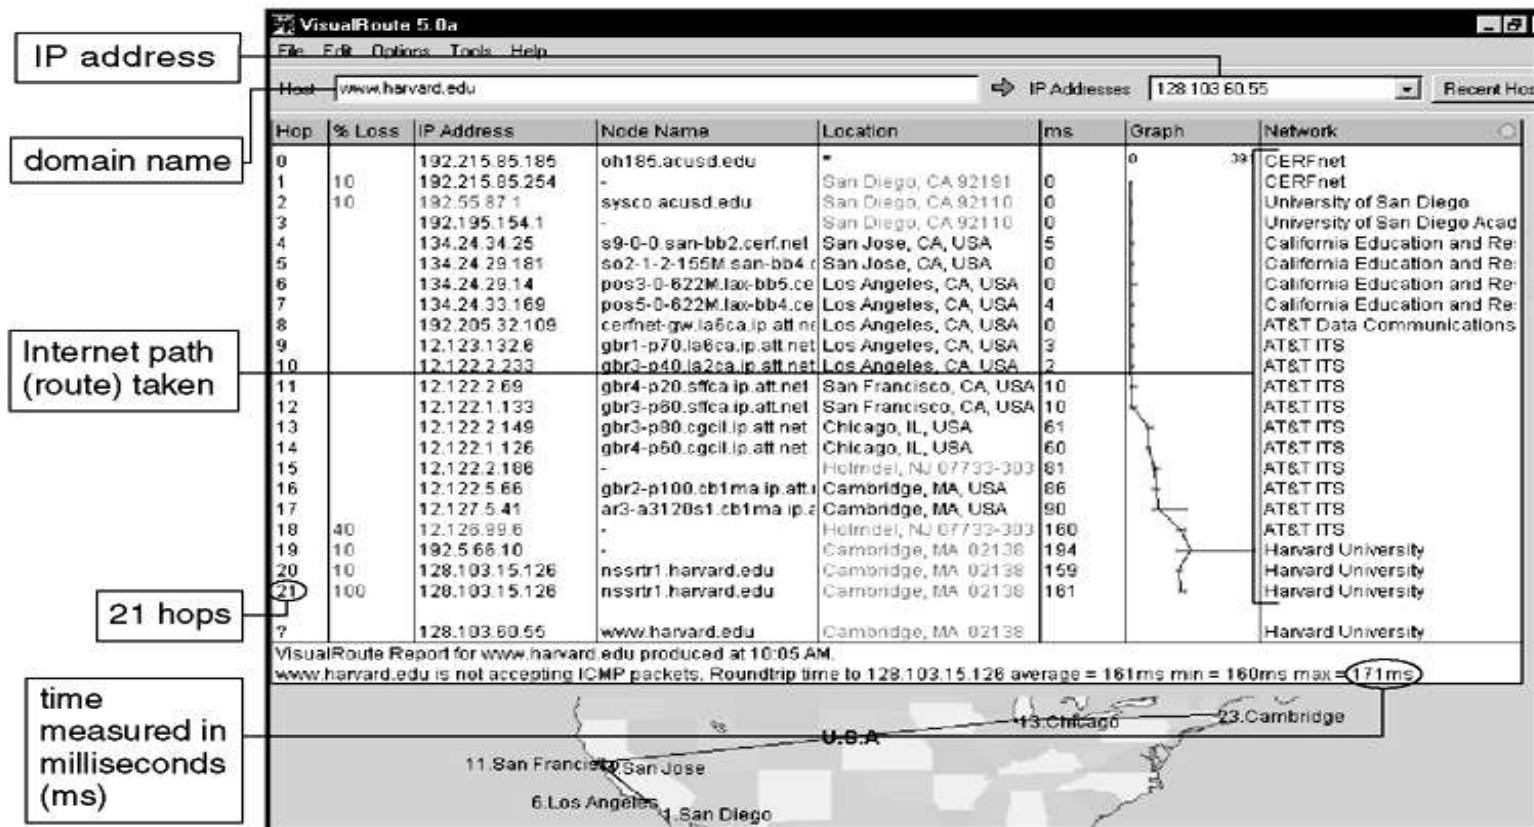 VisualRoute 5.0a
File Edit Options Tools Help
IP address
Host www.harvard.edu IP Addresses 128.103.60.55 Recent Hos
domain name
Hop % Loss IP Address Node Name Location ms Graph Network
0 192.215.85.185 oh185.acusd.edu * 0 391 CERFnet
1 10 192.215.85.254 - San Diego, CA 92191 0 CERFnet
2 10 192.55.87.1 sysco.acusd.edu San Diego, CA 92110 0 University of San Diego
3 192.195.154.1 - San Diego, CA 92110 0 University of San Diego Acad
4 134.24.34.25 s9-0-0.san-bb2.cerf.net San Jose, CA, USA 5 California Education and Re
5 134.24.29.181 so2-1-2-155M.san-bb4.c San Jose, CA, USA 0 California Education and Re
6 134.24.29.14 pos3-0-622M.lax-bb5.ce Los Angeles, CA, USA 0 California Education and Re
7 134.24.33.169 pos5-0-622M.lax-bb4.ce Los Angeles, CA, USA 4 California Education and Re
8 192.205.32.109 cerfnet-gw.la6ca.ip.att.ne Los Angeles, CA, USA 0 AT&T Data Communications
9 12.123.132.6 gbr1-p70.la6ca.ip.att.net Los Angeles, CA, USA 3 AT&T ITS
10 12.122.2.233 gbr3-p40.la2ca.ip.att.net Los Angeles, CA, USA 2 AT&T ITS
Internet path
(route) taken
11 12.122.2.69 gbr4-p20.sffca.ip.att.net San Francisco, CA, USA 10 AT&T ITS
12 12.122.1.133 gbr3-p60.sffca.ip.att.net San Francisco, CA, USA 10 AT&T ITS
13 12.122.2.149 gbr3-p80.cgcil.ip.att.net Chicago, IL, USA 61 AT&T ITS
14 12.122.1.126 gbr4-p60.cgcil.ip.att.net Chicago, IL, USA 60 AT&T ITS
15 12.122.2.186 - Holmdel, NJ 07733-303 81 AT&T ITS
16 12.122.5.66 gbr2-p100.cb1ma.ip.att.n Cambridge, MA, USA 86 AT&T ITS
17 12.127.5.41 ar3-a3120s1.cb1ma.ip.a Cambridge, MA, USA 90 AT&T ITS
18 40 12.126.99.6 - Holmdel, NJ 07733-303 160 AT&T ITS
19 10 192.5.66.10 - Cambridge, MA 02138 194 Harvard University
20 10 128.103.15.126 nssrtr1.harvard.edu Cambridge, MA 02138 159 Harvard University
21 100 128.103.15.126 nssrtr1.harvard.edu Cambridge, MA 02138 161 Harvard University
21 hops
? 128.103.60.55 www.harvard.edu Cambridge, MA 02138 Harvard University
VisualRoute Report for www.harvard.edu produced at 10:05 AM.
www.harvard.edu is not accepting ICMP packets. Roundtrip time to 128.103.15.126 average = 161ms min = 160ms max = 171ms
time
measured in
milliseconds
(ms)
13.Chicago
23.Cambridge
U.S.A
11.San Francis
San Jose
6.Los Angeles
1.San Diego